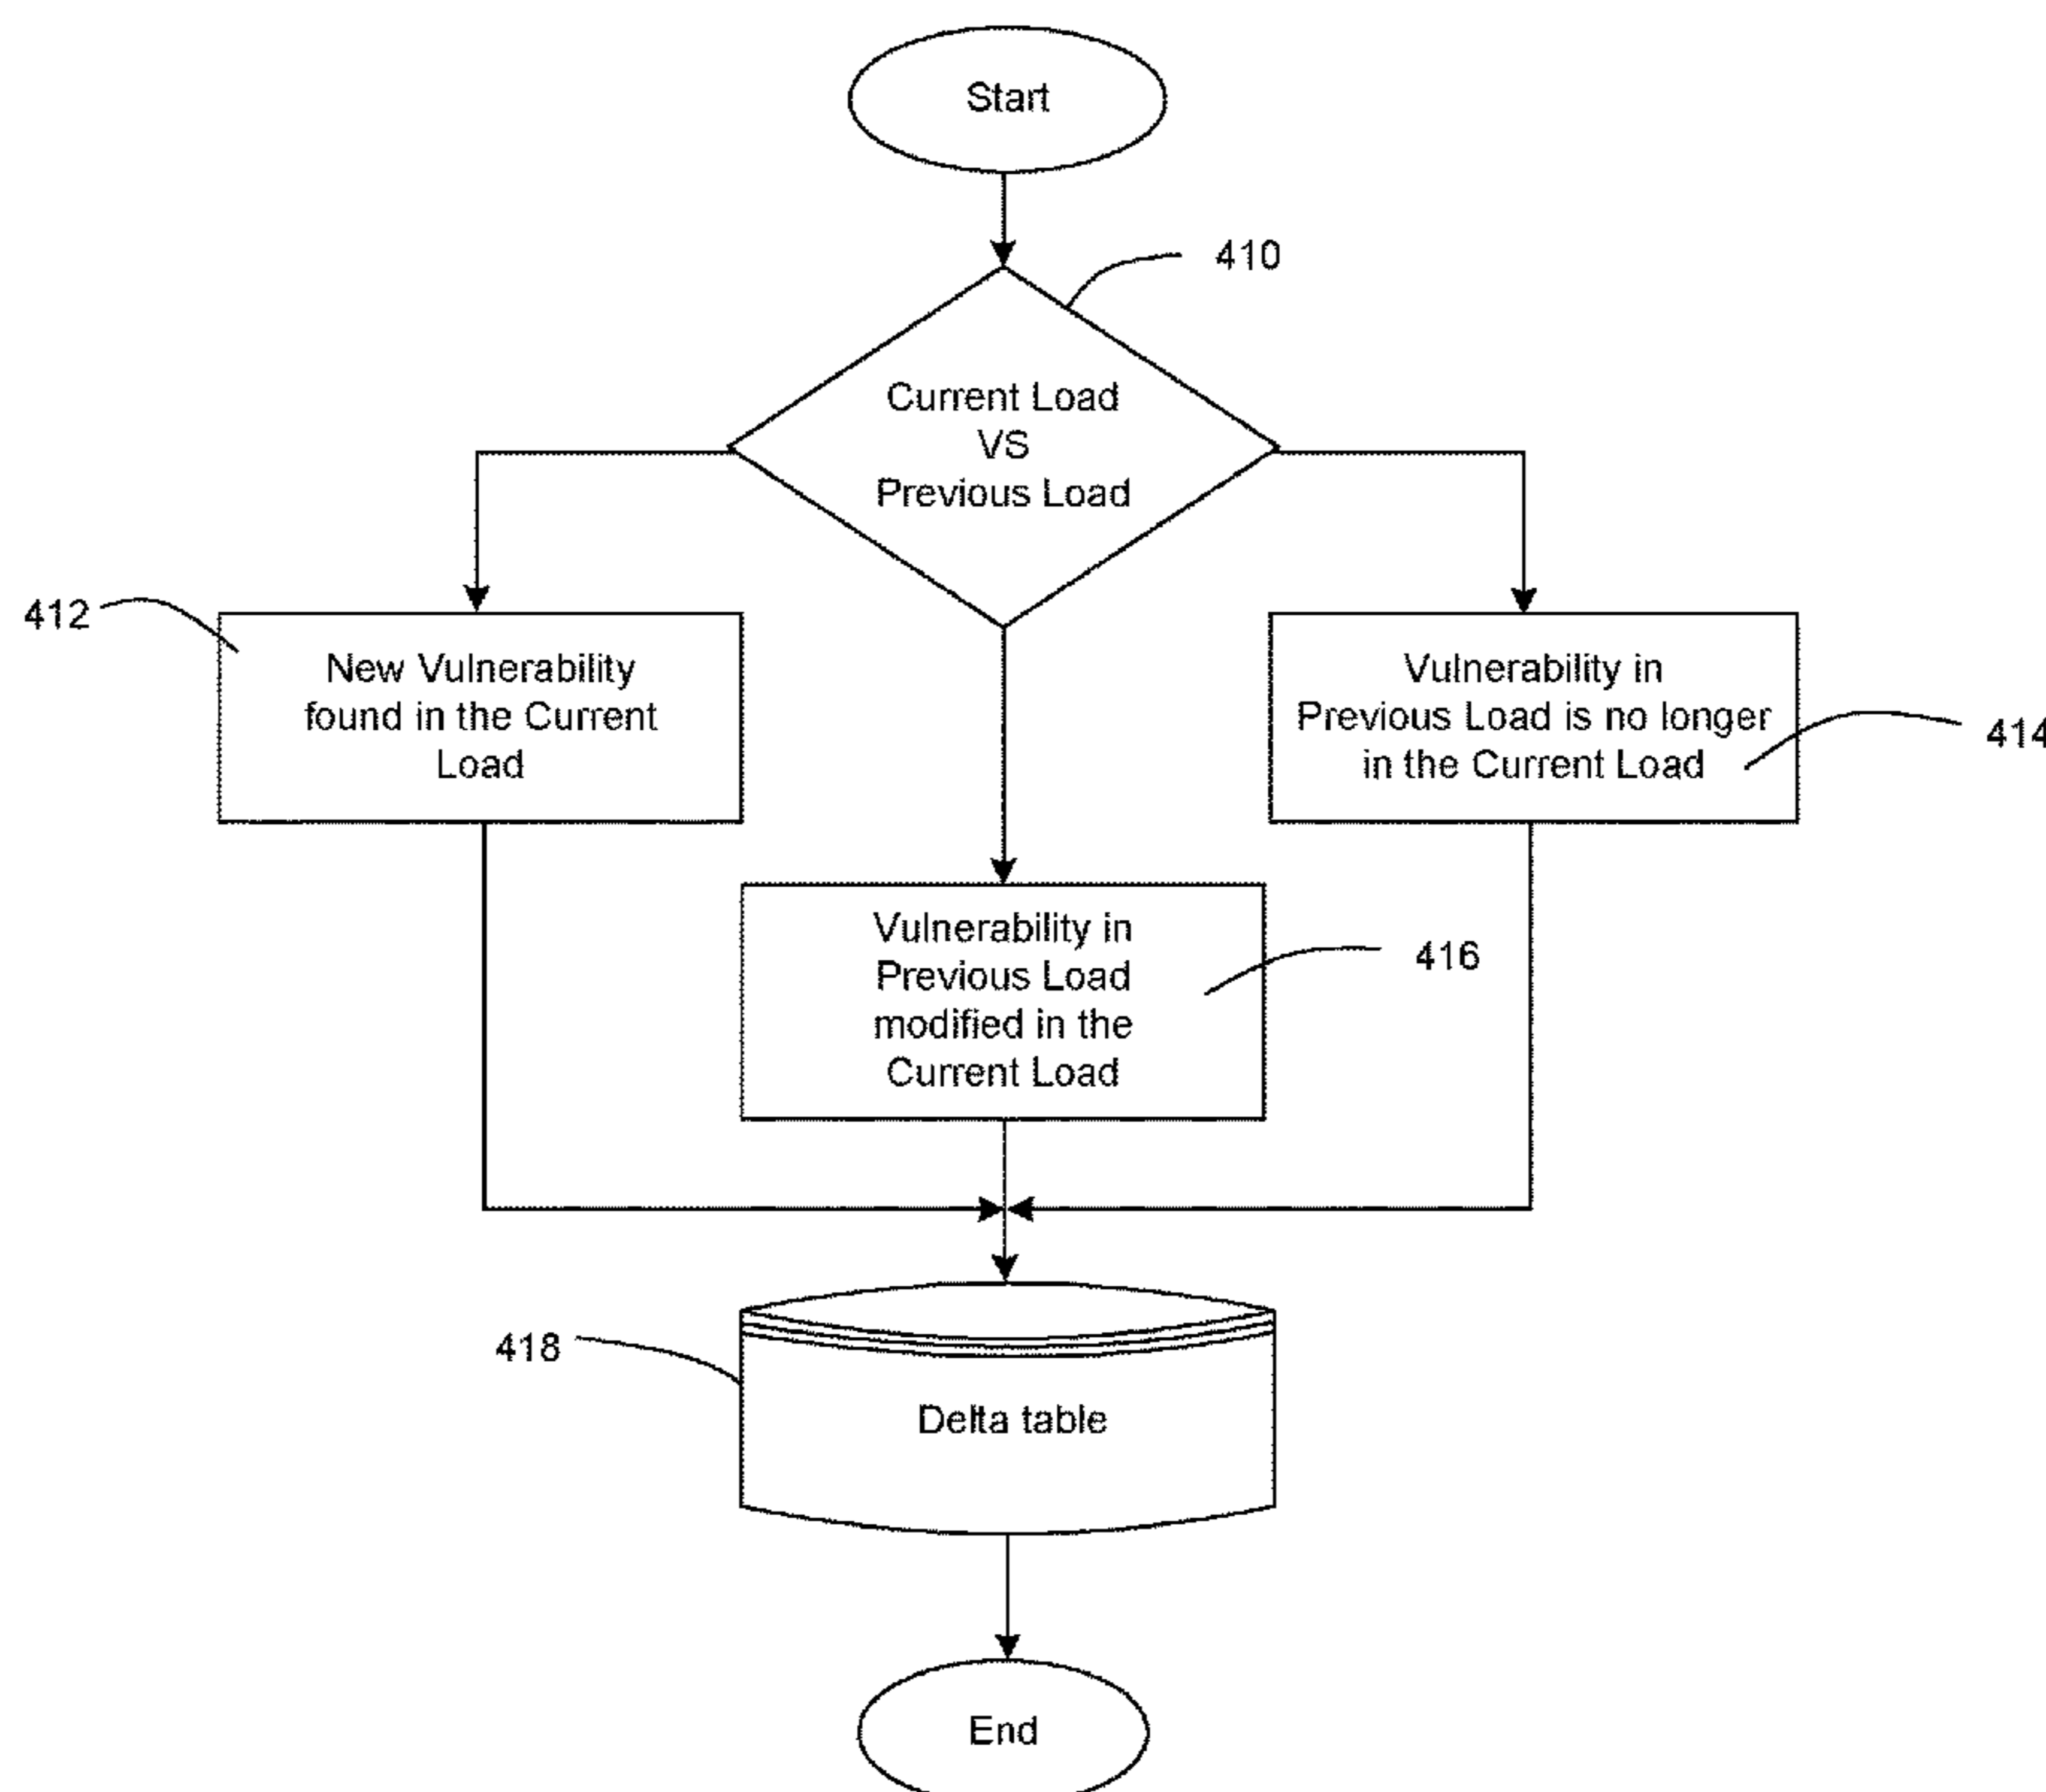 Start
410
Current Load
VS
Previous Load
412
New Vulnerability
found in the Current
Load
Vulnerability in
Previous Load is no longer
in the Current Load
414
Vulnerability in
Previous Load
modified in the
Current Load
416
418
Delta table
End